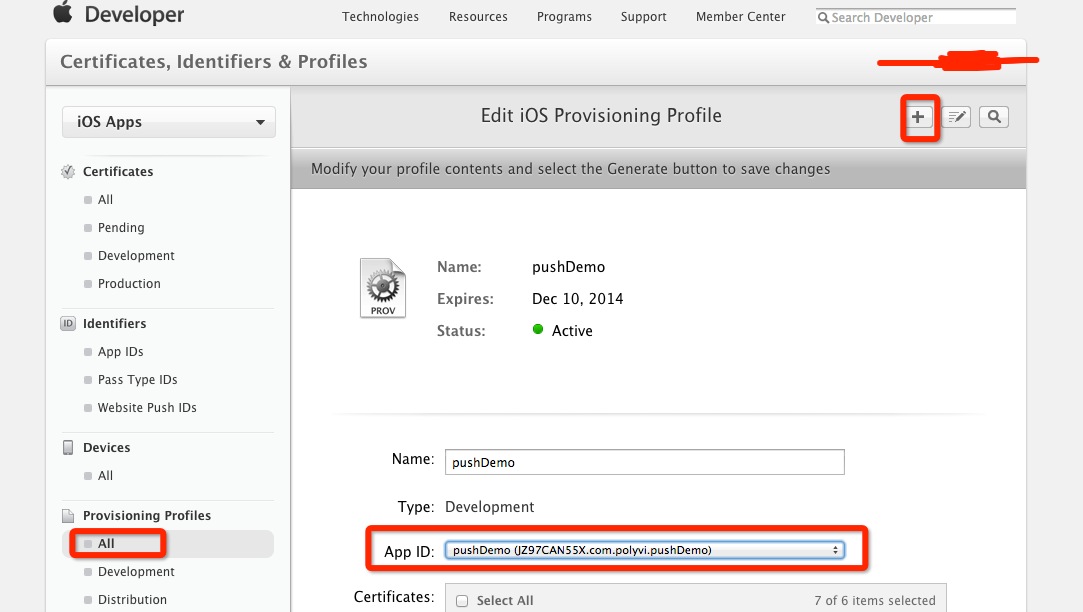 Developer
Technologies Resources Programs Support Member Center Search Developer
Certificates, Identifiers & Profiles
iOS Apps
Edit iOS Provisioning Profile
Modify your profile contents and select the Generate button to save changes
Certificates
All
Pending
Development
Production
ID Identifiers
App IDs
Pass Type IDs
Website Push IDs
Devices
All
Provisioning Profiles
All
Development
Distribution
PROV
Name: pushDemo
Expires: Dec 10, 2014
Status: Active
Name: pushDemo
Type: Development
App ID: pushDemo (JZ97CAN55X.com.polyvi.pushDemo)
Certificates: Select All 7 of 6 items selected